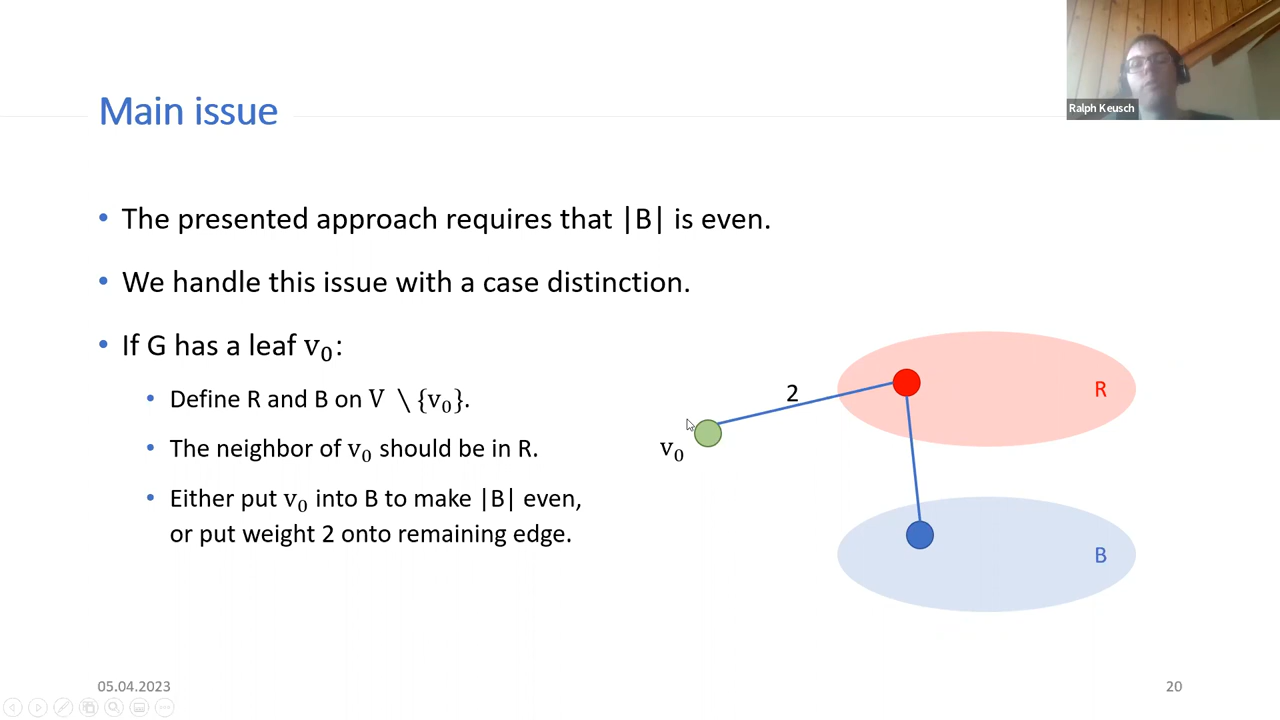 Ralph Keusch
Main issue
• The presented approach requires that |B| is even.
• We handle this issue with a case distinction.
• If G has a leaf v₀:
• Define R and B on V \ {v₀}.
• The neighbor of v₀ should be in R.
• Either put v₀ into B to make |B| even,
or put weight 2 onto remaining edge.
2
R
v₀
B
05.04.2023
20